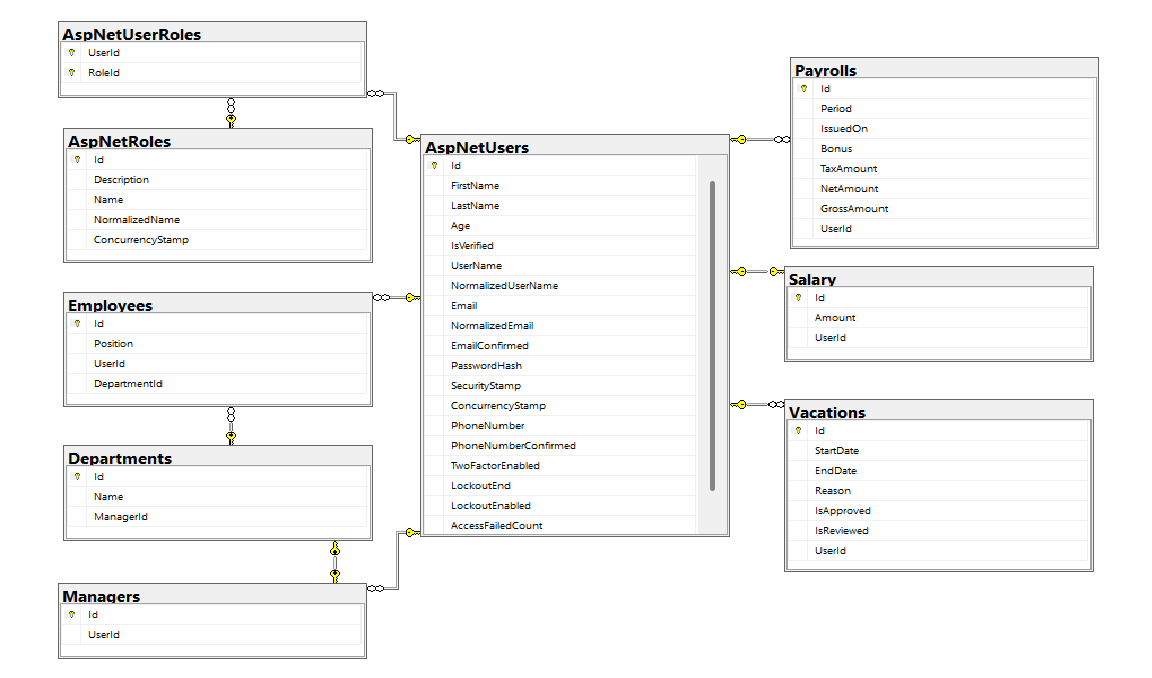 AspNetUserRoles
UserId
RoleId
AspNetRoles
Id
Description
Name
NormalizedName
ConcurrencyStamp
Employees
Id
Position
UserId
DepartmentId
Departments
Id
Name
ManagerId
Managers
Id
UserId
AspNetUsers
Id
FirstName
LastName
Age
IsVerified
UserName
NormalizedUserName
Email
NormalizedEmail
EmailConfirmed
PasswordHash
SecurityStamp
ConcurrencyStamp
PhoneNumber
PhoneNumberConfirmed
TwoFactorEnabled
LockoutEnd
LockoutEnabled
AccessFailedCount
Payrolls
Id
Period
IssuedOn
Bonus
TaxAmount
NetAmount
GrossAmount
UserId
Salary
Id
Amount
UserId
Vacations
Id
StartDate
EndDate
Reason
IsApproved
IsReviewed
UserId